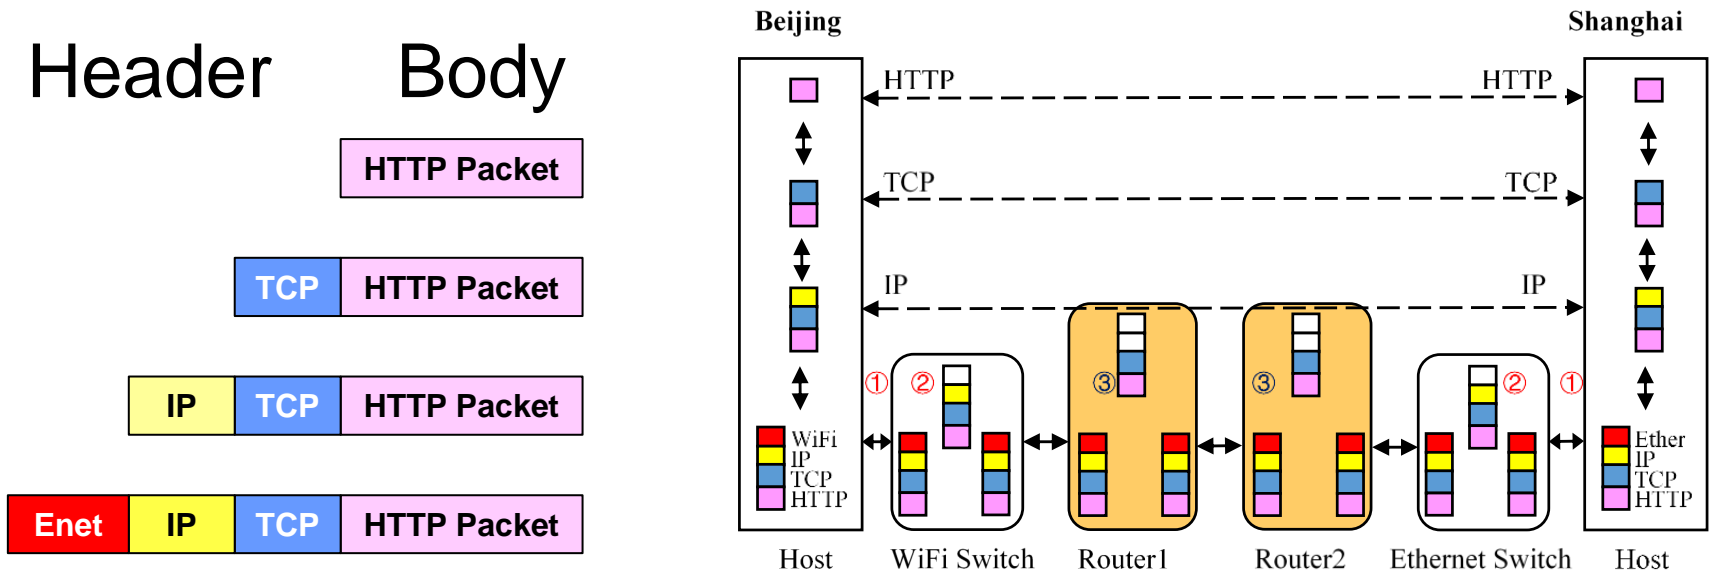 Header Body
HTTP Packet
TCP HTTP Packet
IP TCP HTTP Packet
Enet IP TCP HTTP Packet
Beijing Shanghai
HTTP HTTP
TCP TCP
IP IP
① ② ③ ③ ② ①
WiFi Ether
IP IP
TCP TCP
HTTP HTTP
Host WiFi Switch Router1 Router2 Ethernet Switch Host